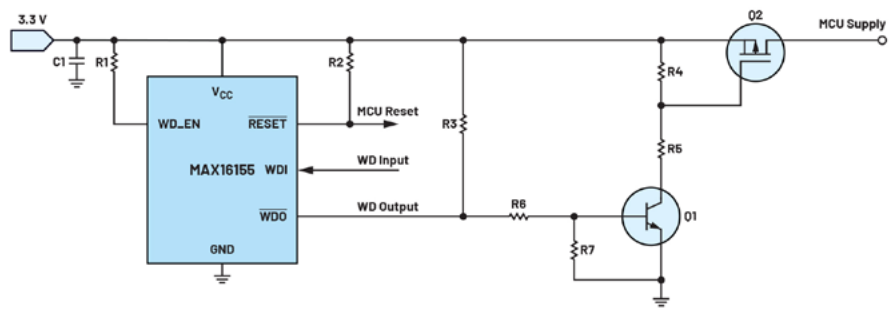 3.3 V
Q2
MCU Supply
C1
R1
R2
R4
VCC
MCU Reset
WD_EN
RESET
R3
R5
MAX16155
WDI
WD Input
WDO
WD Output
R6
Q1
GND
R7